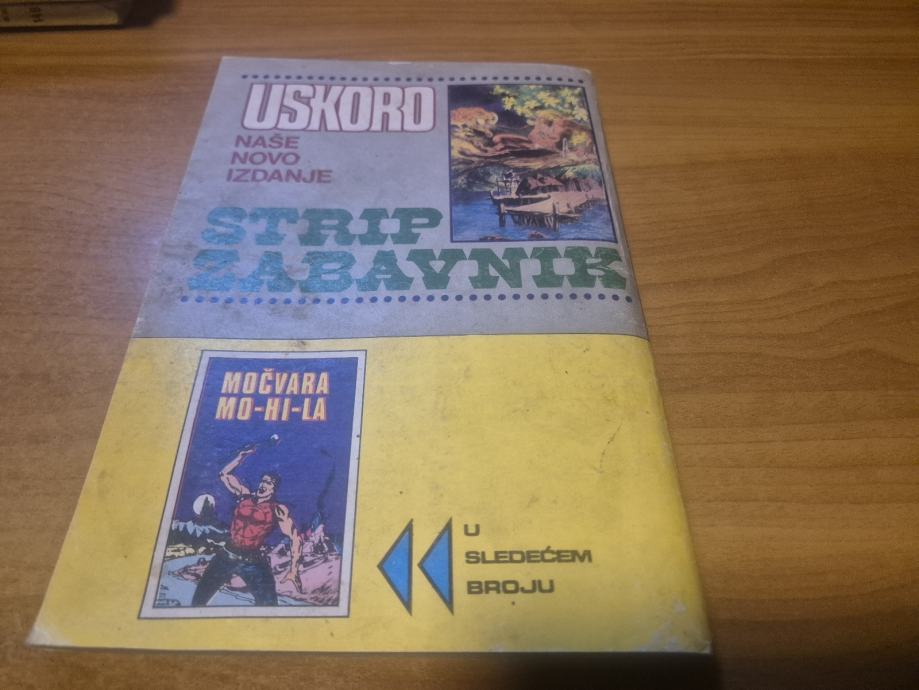 USKORO
NAŠE
NOVO
IZDANJE
STRIP
ZABAVNIK
MOČVARA
MO-HI-LA
U
SLEDEĆEM
BROJU